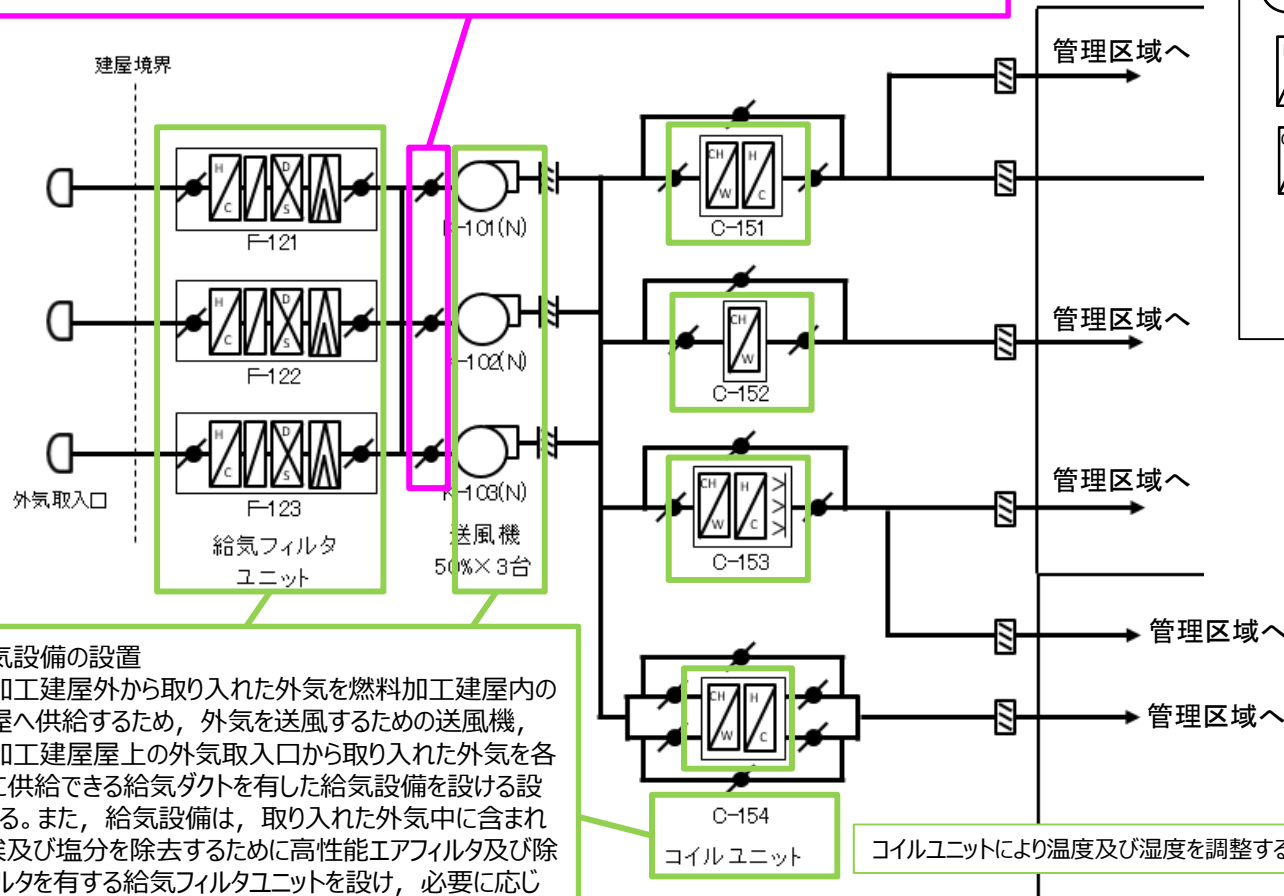 建屋境界
管理区域へ
H
C
D
S
F-121
K-101(N)
CH
W
H
C
C-151
H
C
D
S
F-122
-102(N)
CH
W
C-152
管理区域へ
H
C
D
S
外気取入口
F-123
給気フィルタ
ユニット
K-103(N)
送風機
50%×3台
CH
W
H
C
C-153
管理区域へ
管理区域へ
CH
W
H
C
C-154
コイルユニット
管理区域へ
気設備の設置
加工建屋外から取り入れた外気を燃料加工建屋内の
屋へ供給するため，外気を送風するための送風機，
加工建屋屋上の外気取入口から取り入れた外気を各
に供給できる給気ダクトを有した給気設備を設ける設
る。また，給気設備は，取り入れた外気中に含まれ
及び塩分を除去するために高性能エアフィルタ及び除
ルタを有する給気フィルタユニットを設け，必要に応じ
コイルユニットにより温度及び湿度を調整する